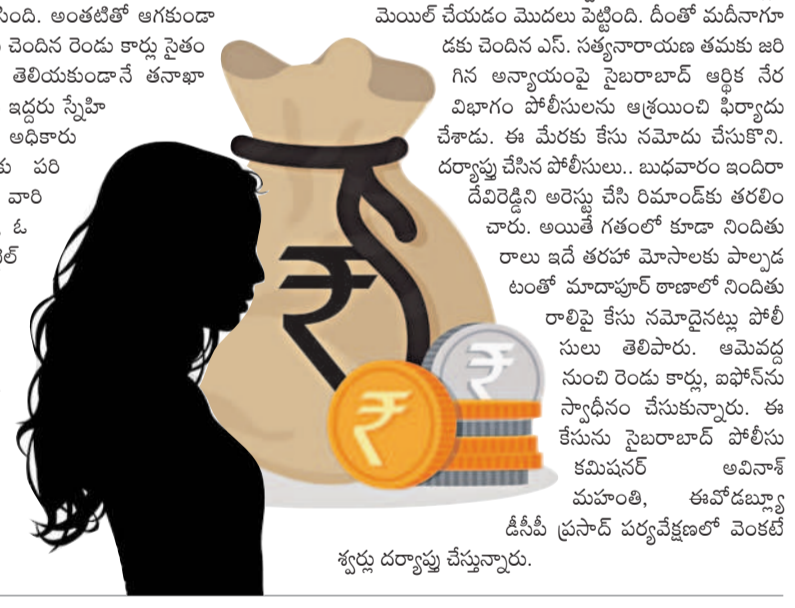 సింది. అంతటితో ఆగకుండా
చెందిన రెండు కార్లు సైతం
తెలియకుండానే తనాఖా
ఇద్దరు స్నేహి
అధికారు
కు పరి
వారి
ఓ
మెయిల్ చేయడం మొదలు పెట్టింది. దీంతో మదీనాగూ
డకు చెందిన ఎస్. సత్యనారాయణ తమకు జరి
గిన అన్యాయంపై సైబరాబాద్ ఆర్థిక నేర
విభాగం పోలీసులను ఆశ్రయించి ఫిర్యాదు
చేశాడు. ఈ మేరకు కేసు నమోదు చేసుకొని.
దర్యాప్తు చేసిన పోలీసులు.. బుధవారం ఇందిరా
దేవిరెడ్డిని అరెస్టు చేసి రిమాండ్‌కు తరలిం
చారు. అయితే గతంలో కూడా నిందితు
రాలు ఇదే తరహా మోసాలకు పాల్పడ
టంతో మాదాపూర్ ఠాణాలో నిందితు
రాలిపై కేసు నమోదైనట్లు పోలీ
సులు తెలిపారు. ఆమెవద్ద
నుంచి రెండు కార్లు, ఐఫోన్‌ను
స్వాధీనం చేసుకున్నారు. ఈ
కేసును సైబరాబాద్ పోలీసు
కమిషనర్ అవినాశ్
మహంతి, ఈవోడబ్ల్యూ
డీసీపీ ప్రసాద్ పర్యవేక్షణలో వెంకటే
శ్వర్లు దర్యాప్తు చేస్తున్నారు.